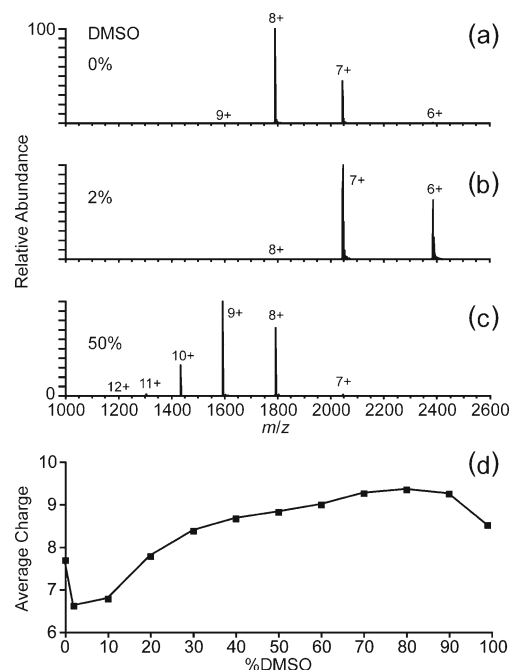 100
DMSO
0%
8+
(a)
7+
9+
6+
Relative Abundance
2%
7+
6+
(b)
8+
50%
9+
8+
(c)
10+
12+
11+
7+
0
1000 1200 1400 1600 1800 2000 2200 2400 2600
m/z
(d)
Average Charge
10
9
8
7
6
0 10 20 30 40 50 60 70 80 90 100
%DMSO